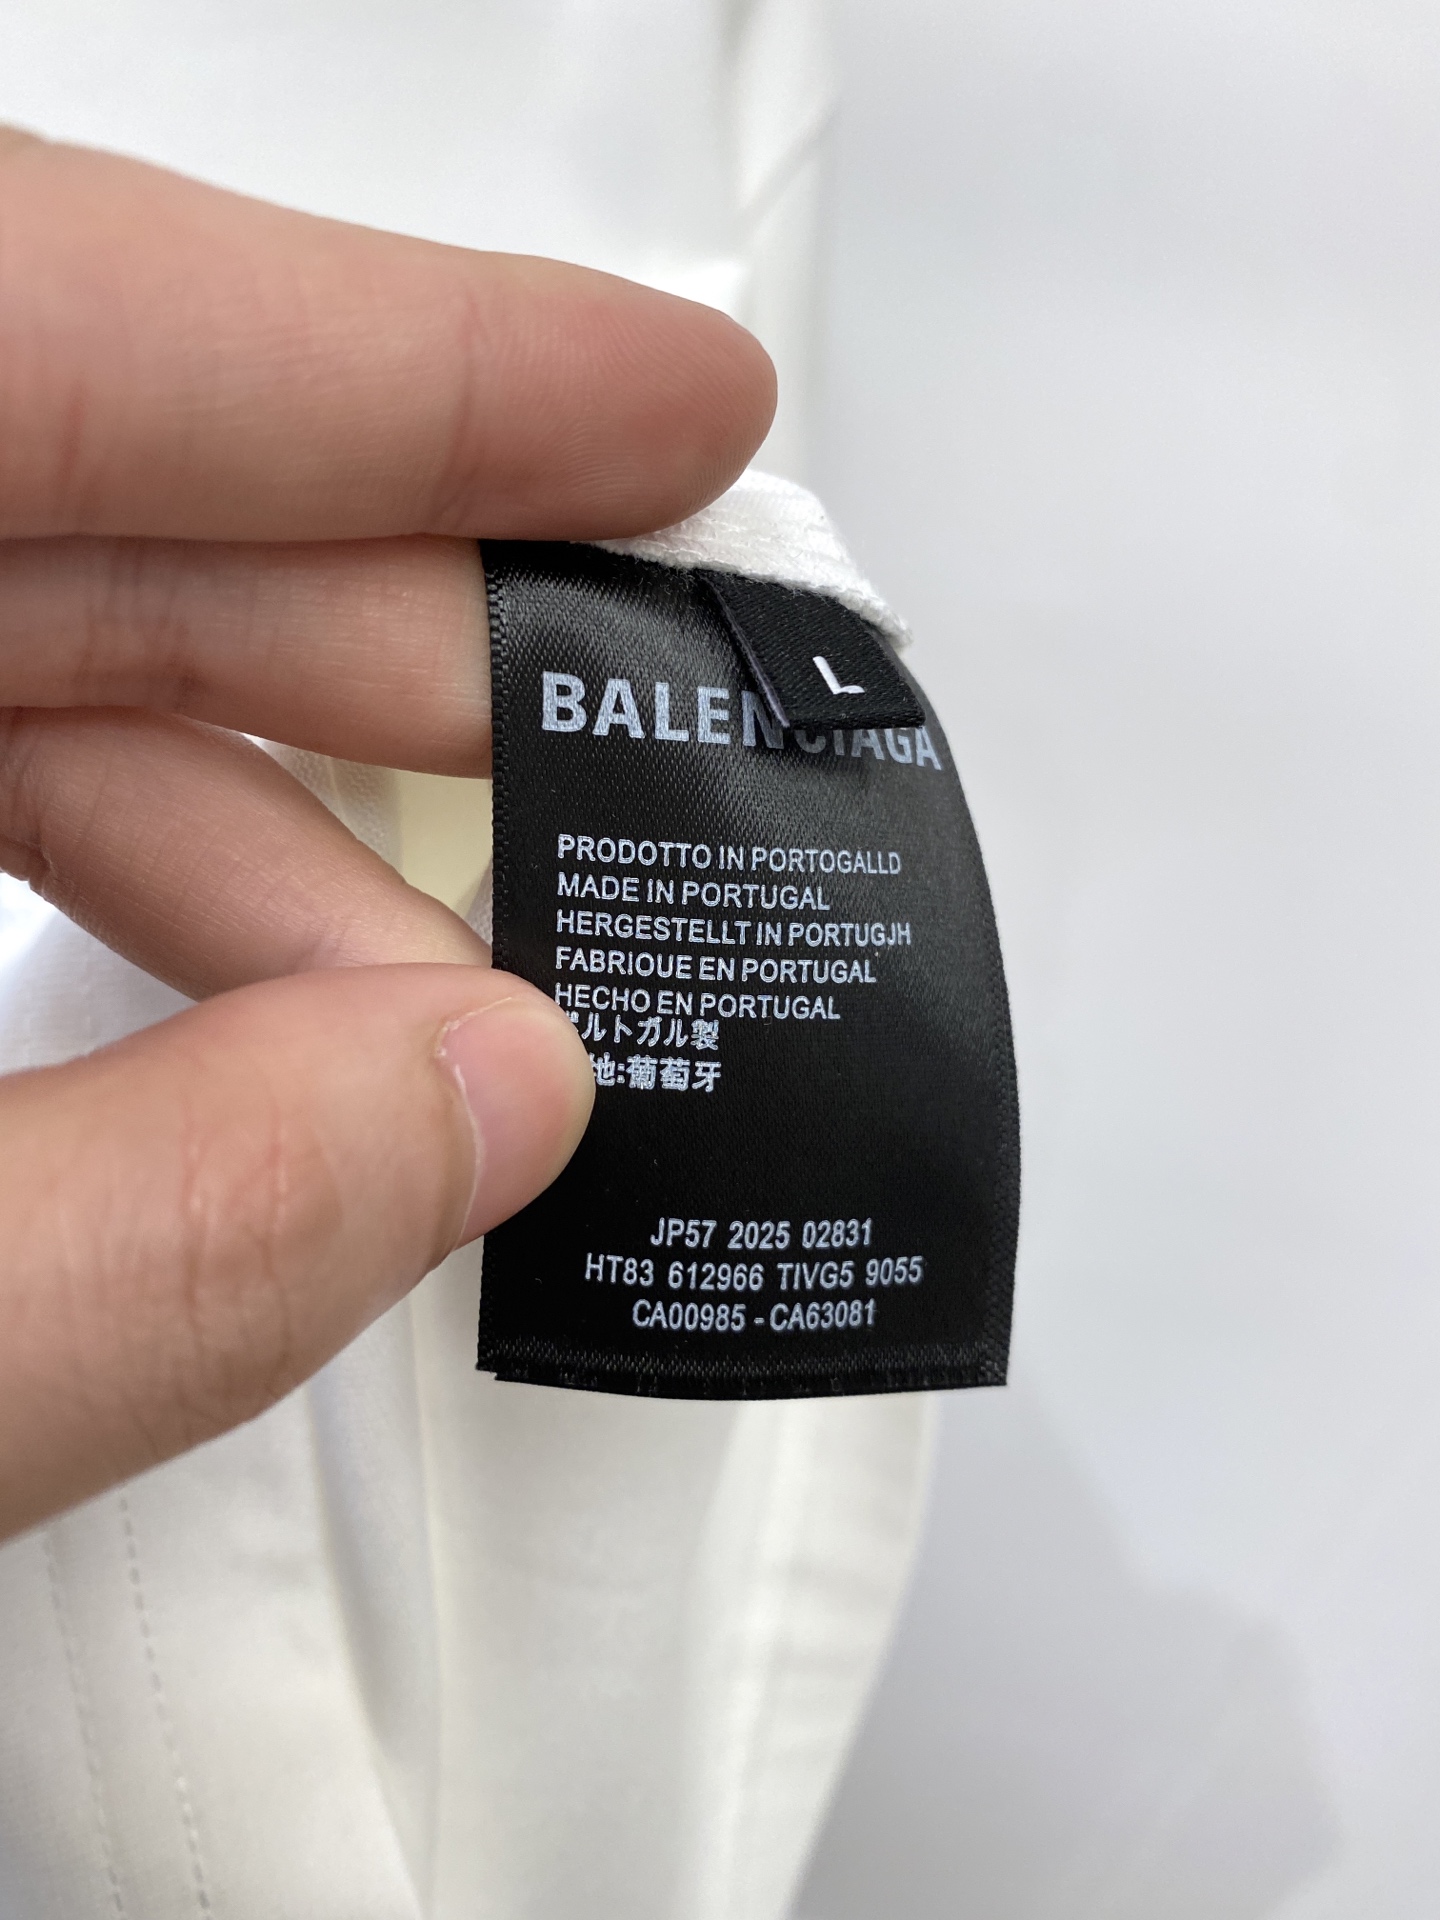 L
BALENCIAGA
PRODOTTO IN PORTOGALLD
MADE IN PORTUGAL
HERGESTELLT IN PORTUGJH
FABRIOUE EN PORTUGAL
HECHO EN PORTUGAL
ポルトガル製
地:葡萄牙
JP57 2025 02831
HT83 612966 TIVG5 9055
CA00985 - CA63081